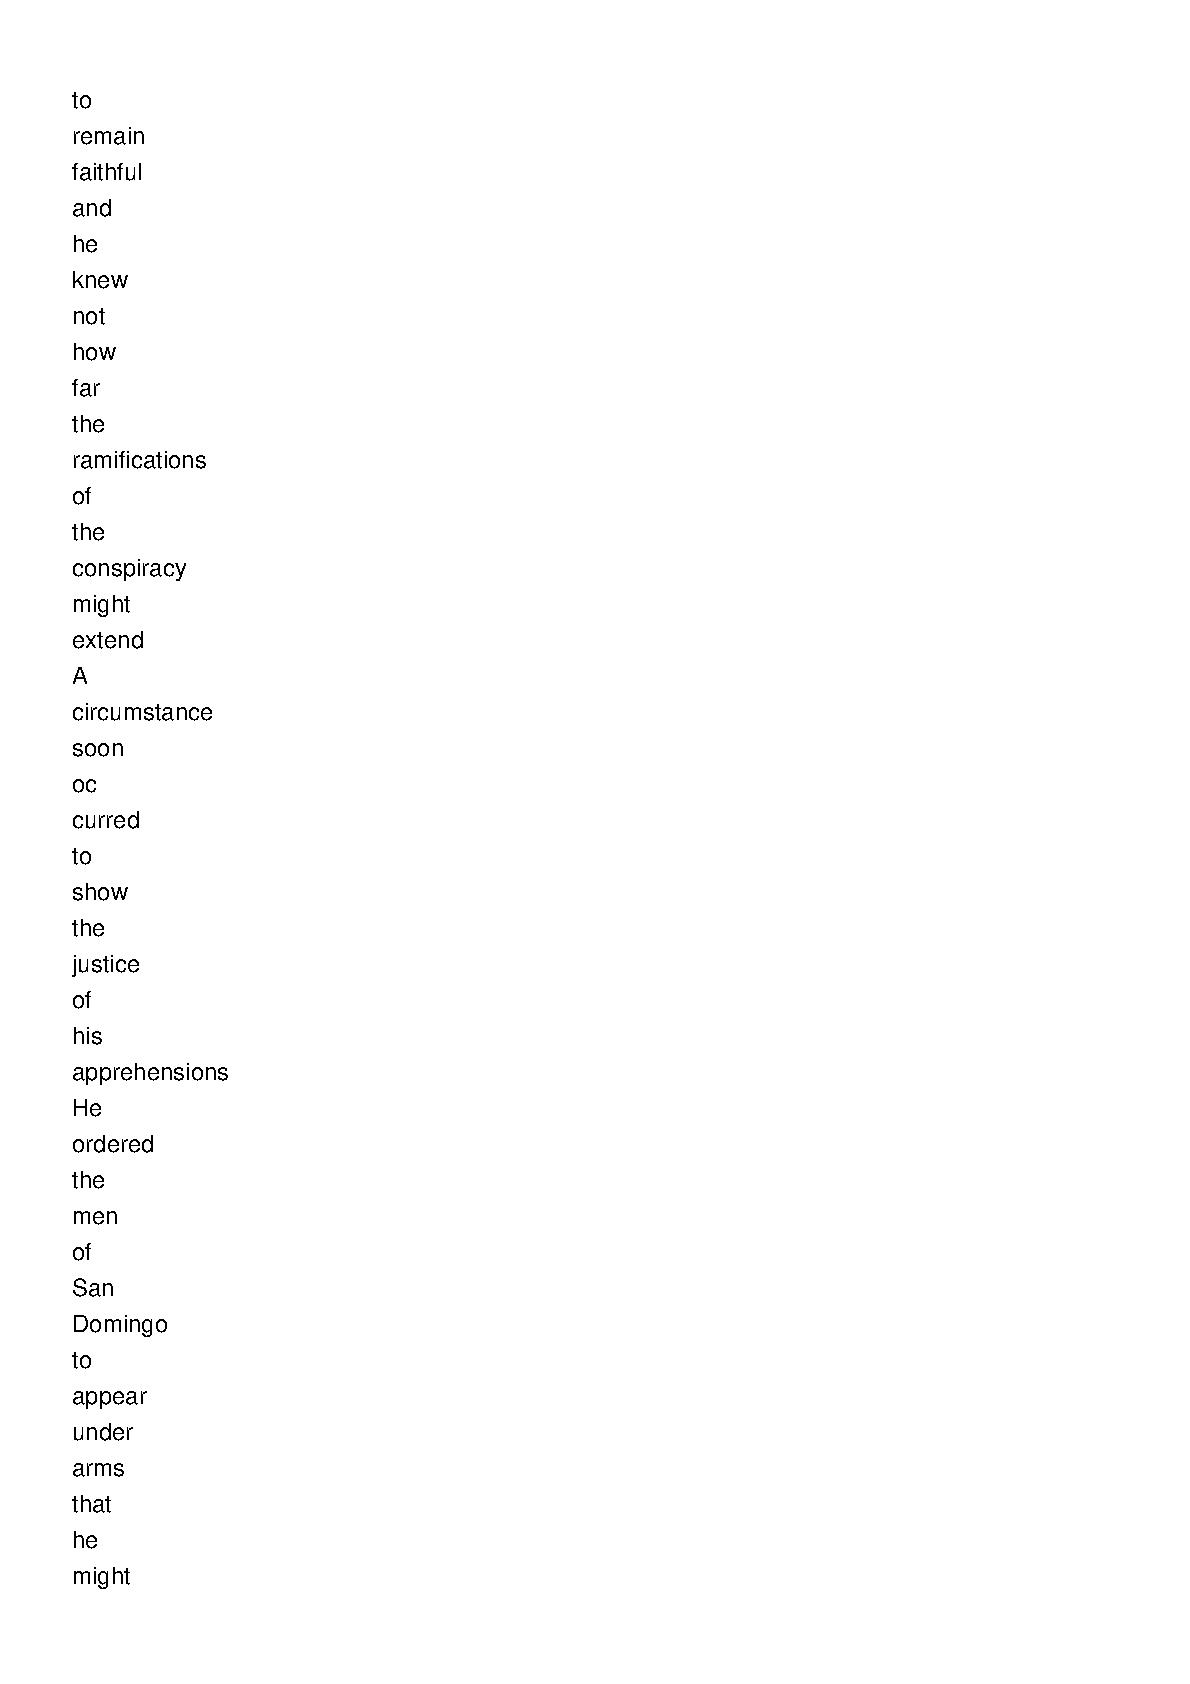 to
remain
faithful
and
he
knew
not
how
far
the
ramifications
of
the
conspiracy
might
extend
A
circumstance
soon
oc
curred
to
show
the
justice
of
his
apprehensions
He
ordered
the
men
of
San
Domingo
to
appear
under
arms
that
he
might